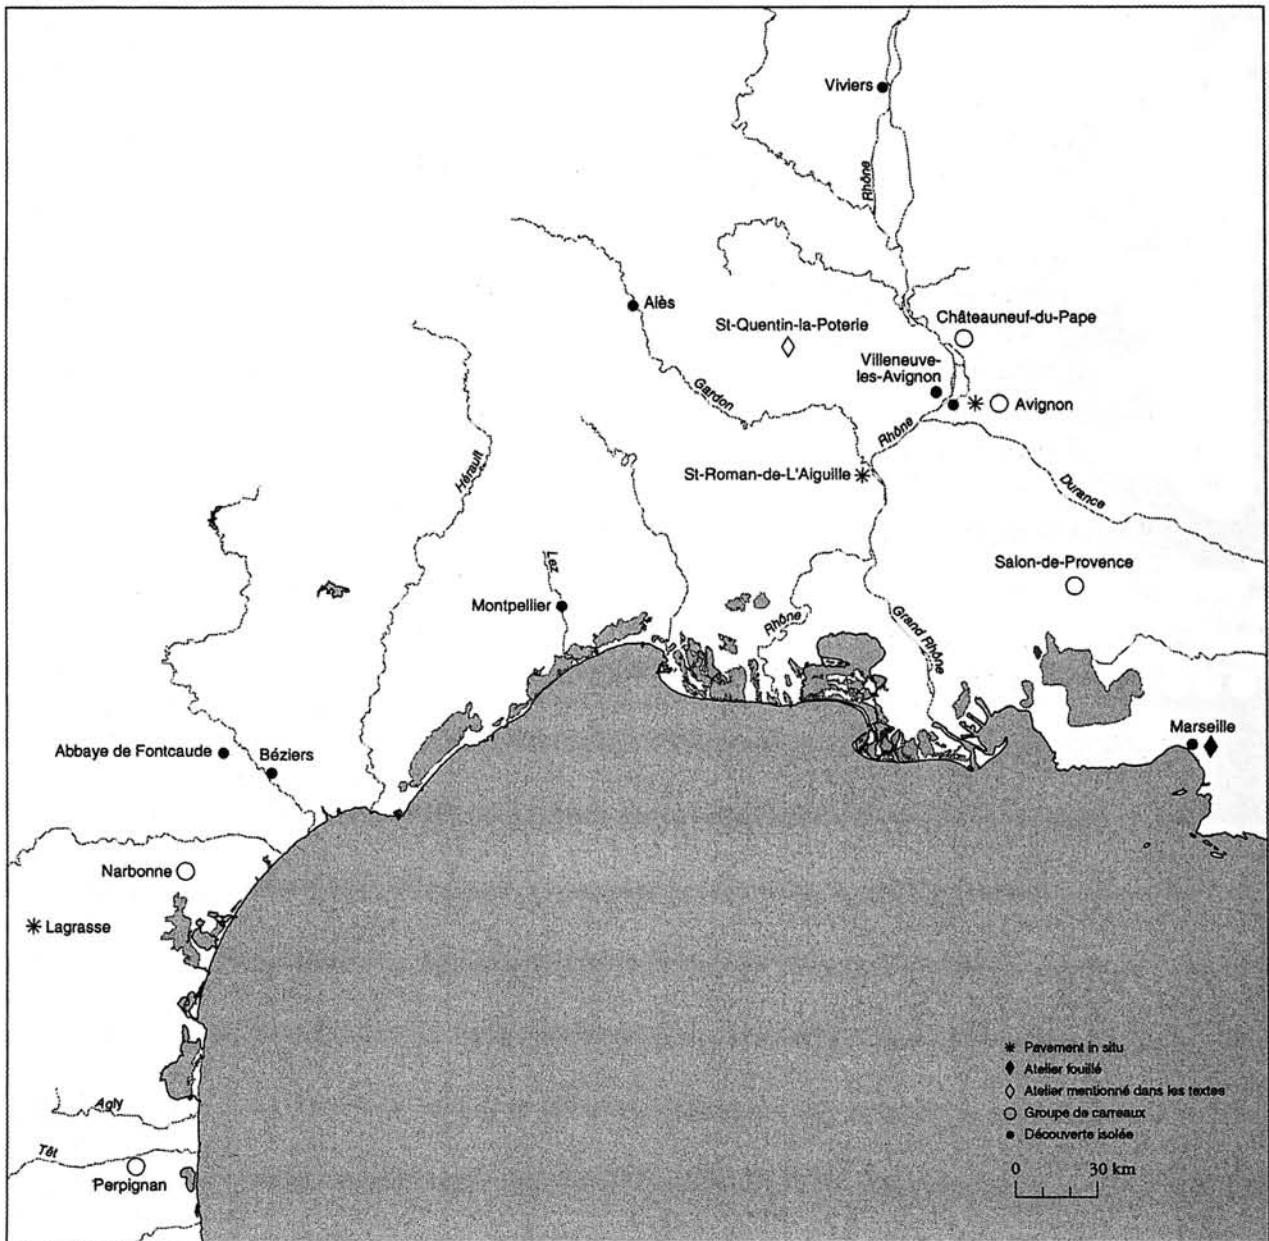 Viviers
Rhône
Alès
St-Quentin-la-Poterie
Châteauneuf-du-Pape
Villeneuve-
les-Avignon
Avignon
Gardon
Rhône
St-Roman-de-L'Aiguille
Durance
Hérault
Lez
Montpellier
Salon-de-Provence
Rhône
Grand Rhône
Marseille
Abbaye de Fontcaude
Béziers
Narbonne
Lagrasse
Agly
Têt
Perpignan
Pavement in situ
Atelier fouillé
Atelier mentionné dans les textes
Groupe de carreaux
Découverte isolée
0 30 km